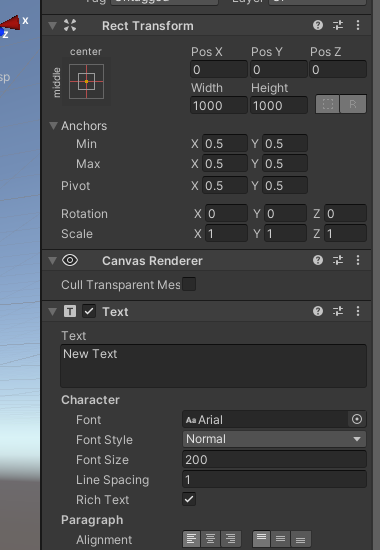 x
z
sp
Rect Transform
center
middle
Pos X Pos Y Pos Z
0 0 0
Width Height
1000 1000
R
Anchors
Min X 0.5 Y 0.5
Max X 0.5 Y 0.5
Pivot X 0.5 Y 0.5
Rotation X 0 Y 0 Z 0
Scale X 1 Y 1 Z 1
Canvas Renderer
Cull Transparent Mes
T Text
Text
New Text
Character
Font Aa Arial
Font Style Normal
Font Size 200
Line Spacing 1
Rich Text
Paragraph
Alignment